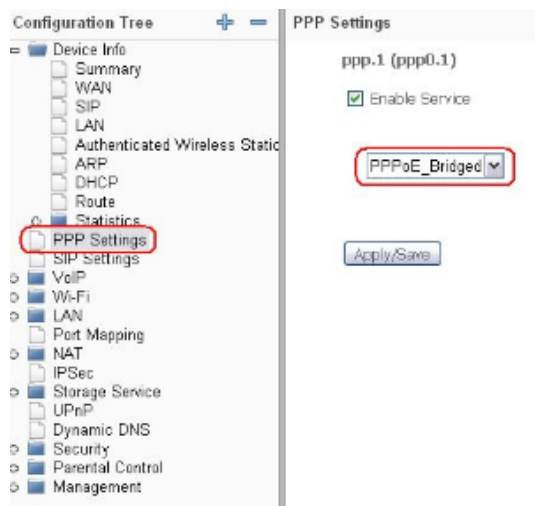 Configuration Tree
Device Info
Summary
WAN
SIP
LAN
Authenticated Wireless Static
ARP
DHCP
Route
Statistics
PPP Settings
SIP Settings
VoIP
Wi-Fi
LAN
Port Mapping
NAT
IPSec
Storage Service
UPnP
Dynamic DNS
Security
Parental Control
Management
PPP Settings
ppp.1 (ppp0.1)
Enable Service
PPPoE_Bridged
Apply/Save